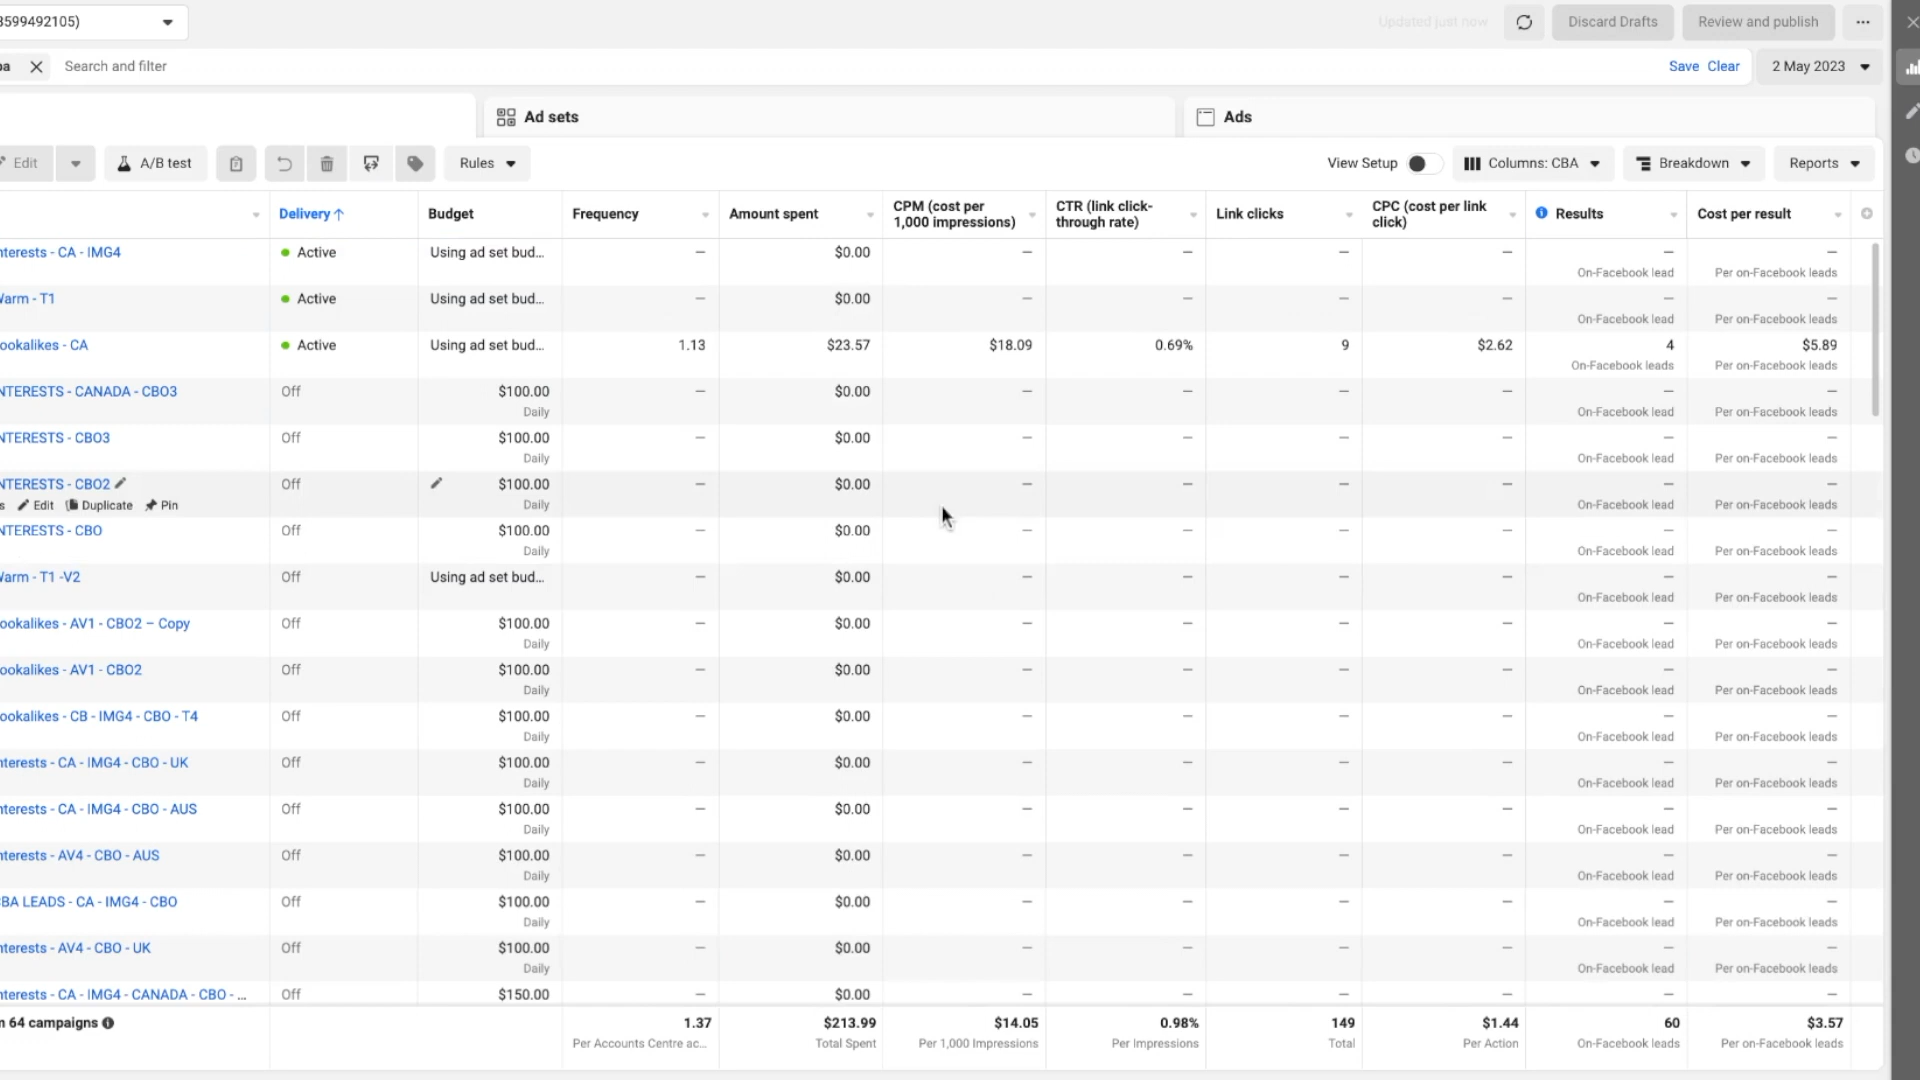 3599492105)
Updated just now
Discard Drafts
Review and publish
Search and filter
Save Clear
2 May 2023
Ad sets
Ads
Edit
A/B test
Rules
View Setup
Columns: CBA
Breakdown
Reports
Delivery ↑ Budget Frequency Amount spent CPM (cost per 1,000 impressions) CTR (link click-through rate) Link clicks CPC (cost per link click) Results Cost per result
nterests - CA - IMG4 Active Using ad set bud... — $0.00 — — — — — —
On-Facebook lead Per on-Facebook leads
Warm - T1 Active Using ad set bud... — $0.00 — — — — — —
On-Facebook lead Per on-Facebook leads
ookalikes - CA Active Using ad set bud... 1.13 $23.57 $18.09 0.69% 9 $2.62 4 $5.89
On-Facebook leads Per on-Facebook leads
NTERESTS - CANADA - CBO3 Off $100.00 — $0.00 — — — — — —
Daily On-Facebook lead Per on-Facebook leads
NTERESTS - CBO3 Off $100.00 — $0.00 — — — — — —
Daily On-Facebook lead Per on-Facebook leads
NTERESTS - CBO2 Off $100.00 — $0.00 — — — — — —
s Edit Duplicate Pin Daily On-Facebook lead Per on-Facebook leads
NTERESTS - CBO Off $100.00 — $0.00 — — — — — —
Daily On-Facebook lead Per on-Facebook leads
Warm - T1 -V2 Off Using ad set bud... — $0.00 — — — — — —
On-Facebook lead Per on-Facebook leads
ookalikes - AV1 - CBO2 – Copy Off $100.00 — $0.00 — — — — — —
Daily On-Facebook lead Per on-Facebook leads
ookalikes - AV1 - CBO2 Off $100.00 — $0.00 — — — — — —
Daily On-Facebook lead Per on-Facebook leads
ookalikes - CB - IMG4 - CBO - T4 Off $100.00 — $0.00 — — — — — —
Daily On-Facebook lead Per on-Facebook leads
nterests - CA - IMG4 - CBO - UK Off $100.00 — $0.00 — — — — — —
Daily On-Facebook lead Per on-Facebook leads
nterests - CA - IMG4 - CBO - AUS Off $100.00 — $0.00 — — — — — —
Daily On-Facebook lead Per on-Facebook leads
nterests - AV4 - CBO - AUS Off $100.00 — $0.00 — — — — — —
Daily On-Facebook lead Per on-Facebook leads
CBA LEADS - CA - IMG4 - CBO Off $100.00 — $0.00 — — — — — —
Daily On-Facebook lead Per on-Facebook leads
nterests - AV4 - CBO - UK Off $100.00 — $0.00 — — — — — —
Daily On-Facebook lead Per on-Facebook leads
nterests - CA - IMG4 - CANADA - CBO - ... Off $150.00 — $0.00 — — — — — —
64 campaigns 1.37 $213.99 $14.05 0.98% 149 $1.44 60 $3.57
Per Accounts Centre ac... Total Spent Per 1,000 Impressions Per Impressions Total Per Action On-Facebook leads Per on-Facebook leads